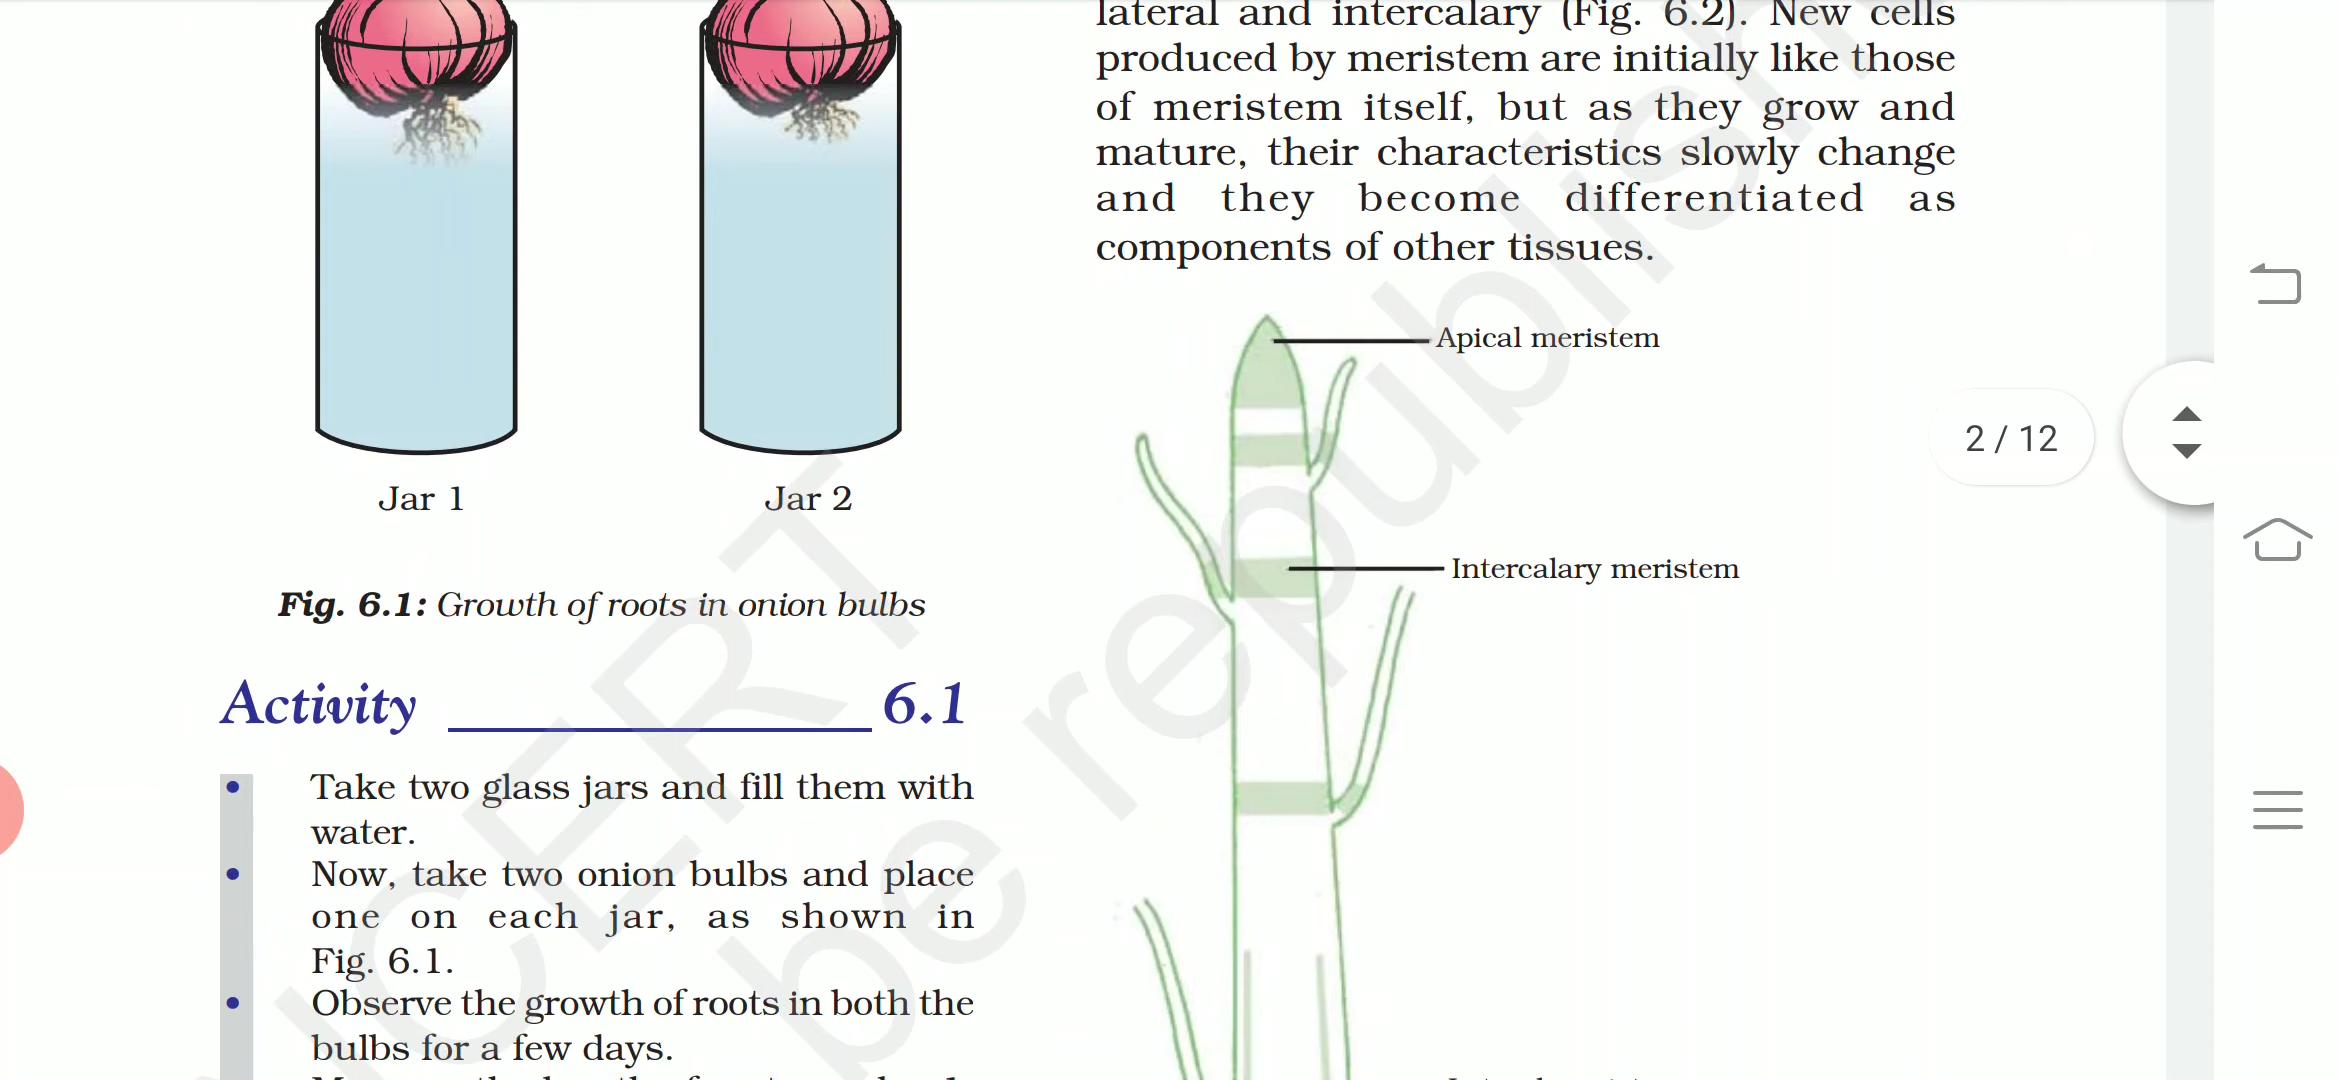 Jar 1
Jar 2
Fig. 6.1: Growth of roots in onion bulbs
Activity 6.1
• Take two glass jars and fill them with
water.
• Now, take two onion bulbs and place
one on each jar, as shown in
Fig. 6.1.
• Observe the growth of roots in both the
bulbs for a few days.
lateral and intercalary (Fig. 6.2). New cells
produced by meristem are initially like those
of meristem itself, but as they grow and
mature, their characteristics slowly change
and they become differentiated as
components of other tissues.
Apical meristem
Intercalary meristem
2 / 12
CERT
be republish